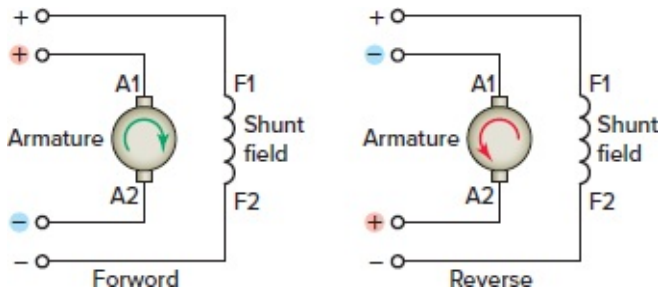 +
+
A1
F1
Armature
Shunt
field
A2
F2
−
−
Forword
+
−
A1
F1
Armature
Shunt
field
A2
F2
+
−
Reverse